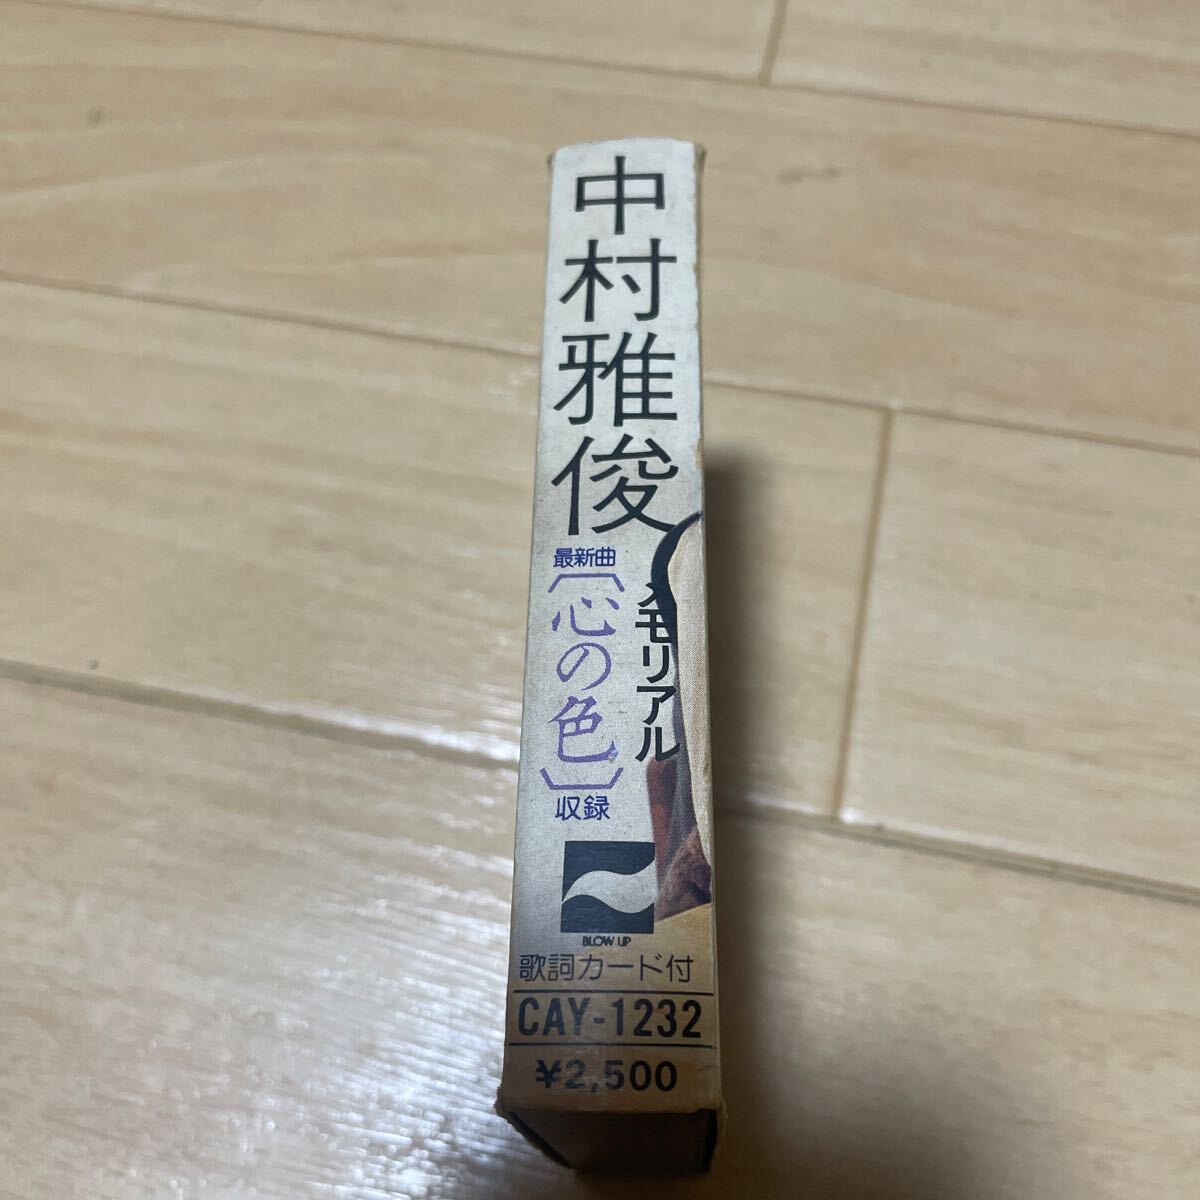 中村雅俊
メモリアル
最新曲
〔心の色〕
収録
BLOW UP
歌詞カード付
CAY-1232
¥2,500